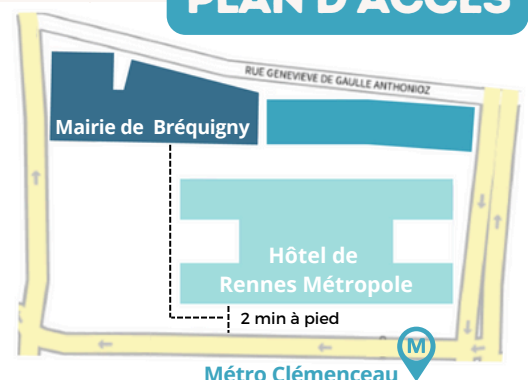 PLAN D'ACCÈS
RUE GENEVIEVE DE GAULLE ANTHONIOZ
Mairie de Bréquigny
Hôtel de
Rennes Métropole
2 min à pied
M
Métro Clémenceau